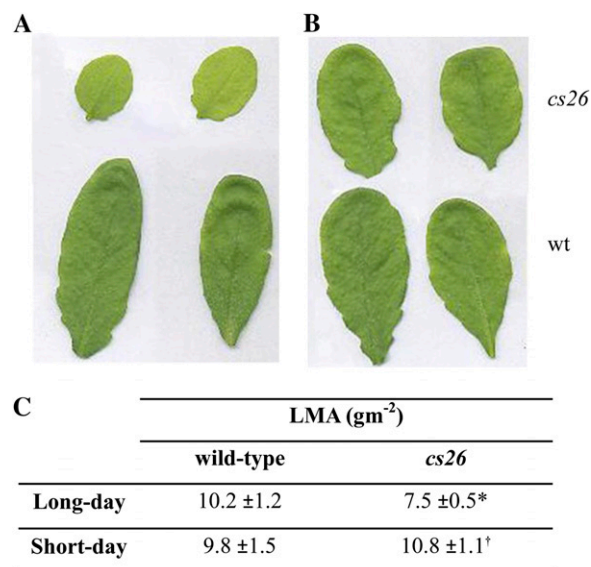 A B
cs26
wt
C
LMA (gm-2)
wild-type cs26
Long-day 10.2 ±1.2 7.5 ±0.5*
Short-day 9.8 ±1.5 10.8 ±1.1†